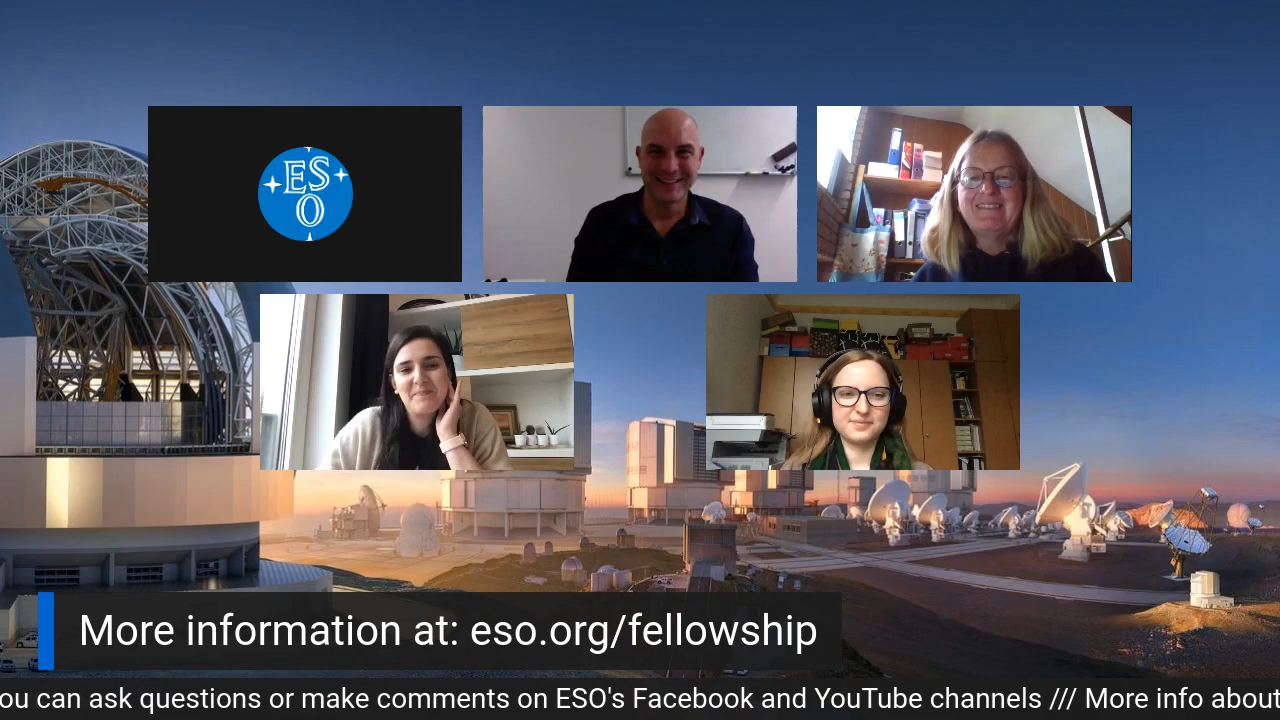 ESO
More information at: eso.org/fellowship
ou can ask questions or make comments on ESO's Facebook and YouTube channels /// More info about